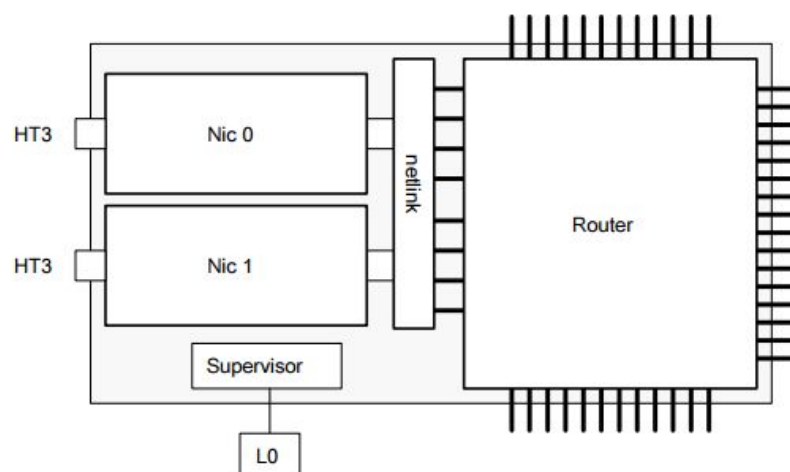 HT3
Nic 0
netlink
Router
HT3
Nic 1
Supervisor
L0